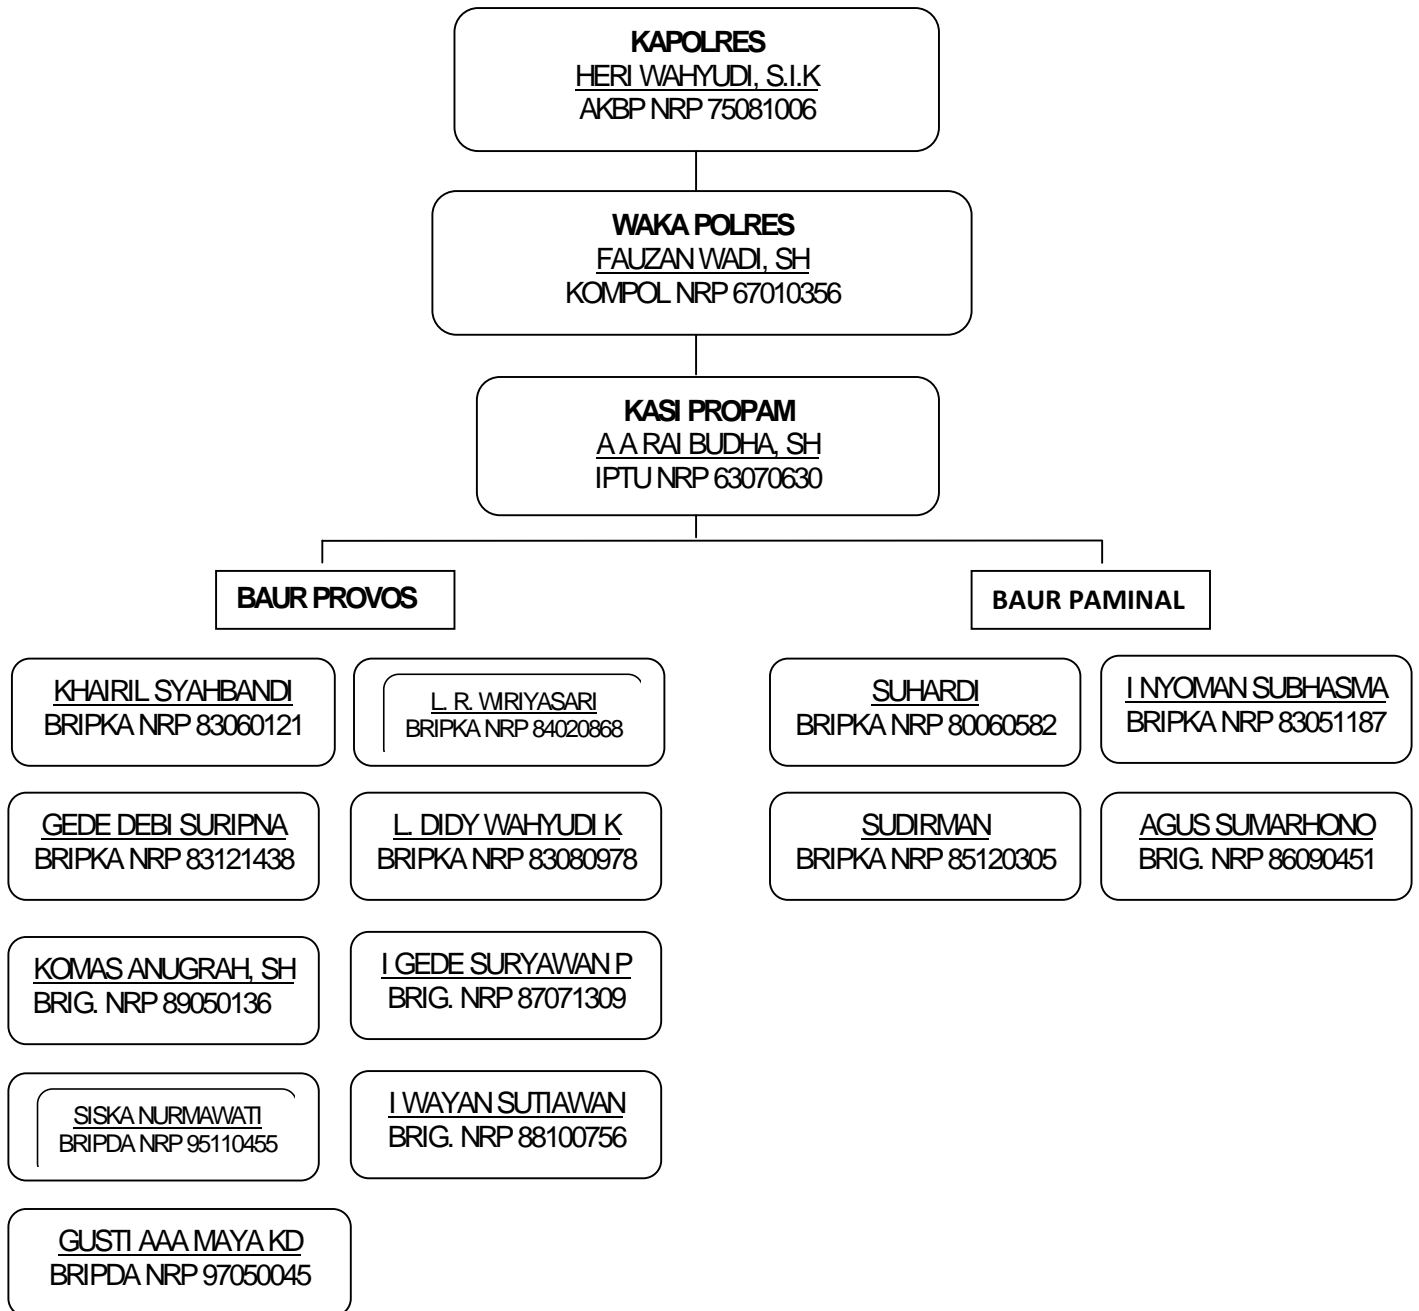 KAPOLRES
HERI WAHYUDI, S.I.K
AKBP NRP 75081006
WAKA POLRES
FAUZAN WADI, SH
KOMPOL NRP 67010356
KASI PROPAM
A A RAI BUDHA, SH
IPTU NRP 63070630
BAUR PROVOS
BAUR PAMINAL
KHAIRIL SYAHBANDI
BRIPKA NRP 83060121
L. R. WIRIYASARI
BRIPKA NRP 84020868
SUHARDI
BRIPKA NRP 80060582
I NYOMAN SUBHASMA
BRIPKA NRP 83051187
GEDE DEBI SURIPNA
BRIPKA NRP 83121438
L. DIDY WAHYUDI K
BRIPKA NRP 83080978
SUDIRMAN
BRIPKA NRP 85120305
AGUS SUMARHONO
BRIG. NRP 86090451
KOMAS ANUGRAH, SH
BRIG. NRP 89050136
I GEDE SURYAWAN P
BRIG. NRP 87071309
SISKA NURMAWATI
BRIPDA NRP 95110455
I WAYAN SUTIAWAN
BRIG. NRP 88100756
GUSTI AAA MAYA KD
BRIPDA NRP 97050045